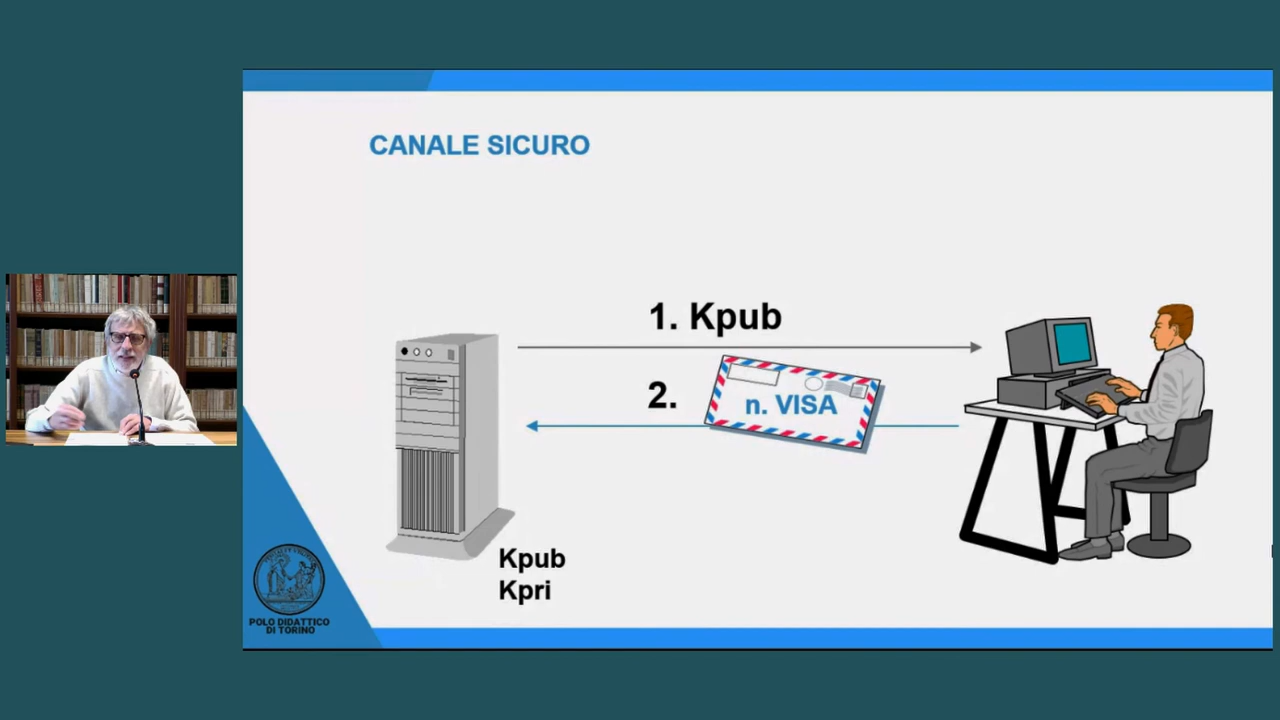 CANALE SICURO
1. Kpub
2.
n. VISA
Kpub
Kpri
POLO DIDATTICO
DI TORINO